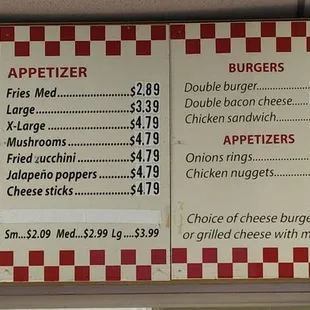 APPETIZER
Fries Med..................$2.89
Large........................$3.39
X-Large.....................$4.79
Mushrooms................$4.79
Fried zucchini.............$4.79
Jalapeño poppers........$4.79
Cheese sticks..............$4.79
Sm...$2.09 Med...$2.99 Lg ....$3.99
BURGERS
Double burger..............
Double bacon cheese....
Chicken sandwich.........
APPETIZERS
Onions rings................
Chicken nuggets...........
Choice of cheese burge
or grilled cheese with m